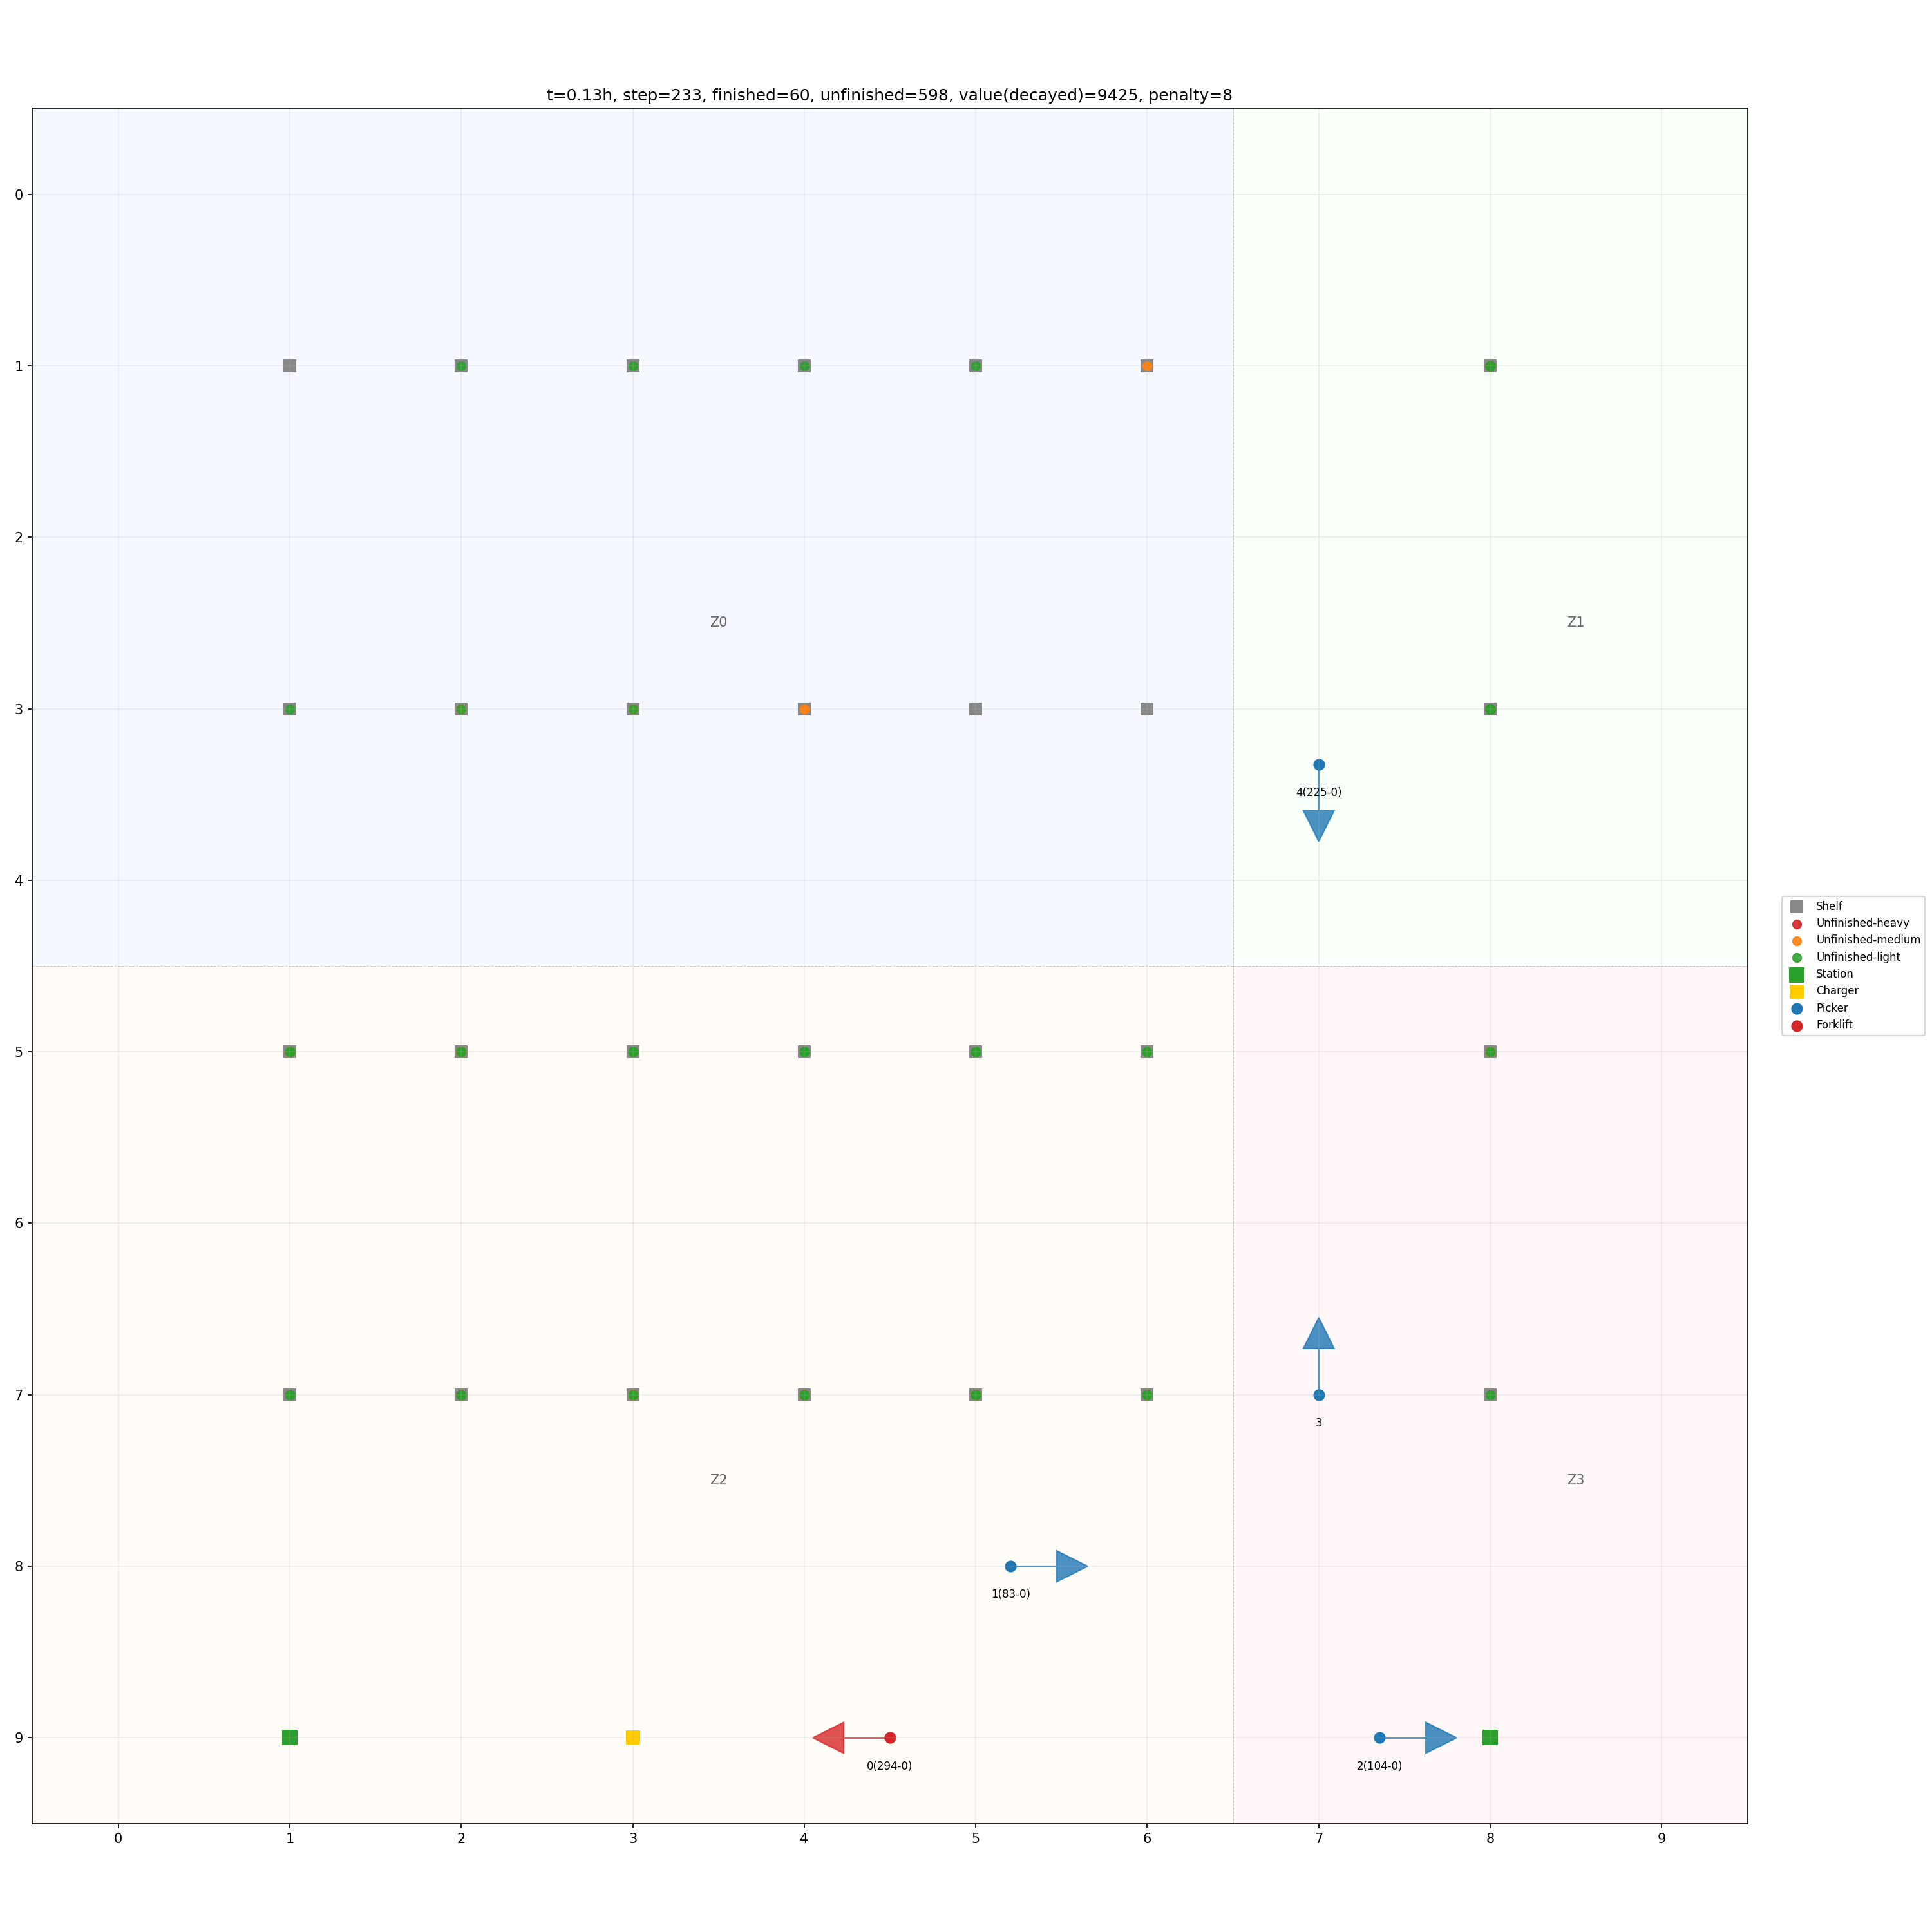 t=0.13h, step=233, finished=60, unfinished=598, value(decayed)=9425, penalty=8
0
1
2
Z0
Z1
3
4(225-0)
4
Shelf
Unfinished-heavy
Unfinished-medium
Unfinished-light
Station
Charger
Picker
Forklift
5
6
7
3
Z2
Z3
8
1(83-0)
9
0(294-0)
2(104-0)
0 1 2 3 4 5 6 7 8 9